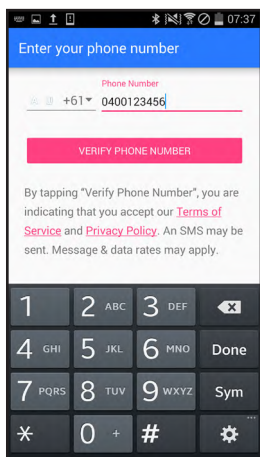 07:37
Enter your phone number
Phone Number
+61 0400123456
VERIFY PHONE NUMBER
By tapping “Verify Phone Number”, you are
indicating that you accept our Terms of
Service and Privacy Policy. An SMS may be
sent. Message & data rates may apply.
1 2 ABC 3 DEF
4 GHI 5 JKL 6 MNO Done
7 PQRS 8 TUV 9 WXYZ Sym
* 0 + #